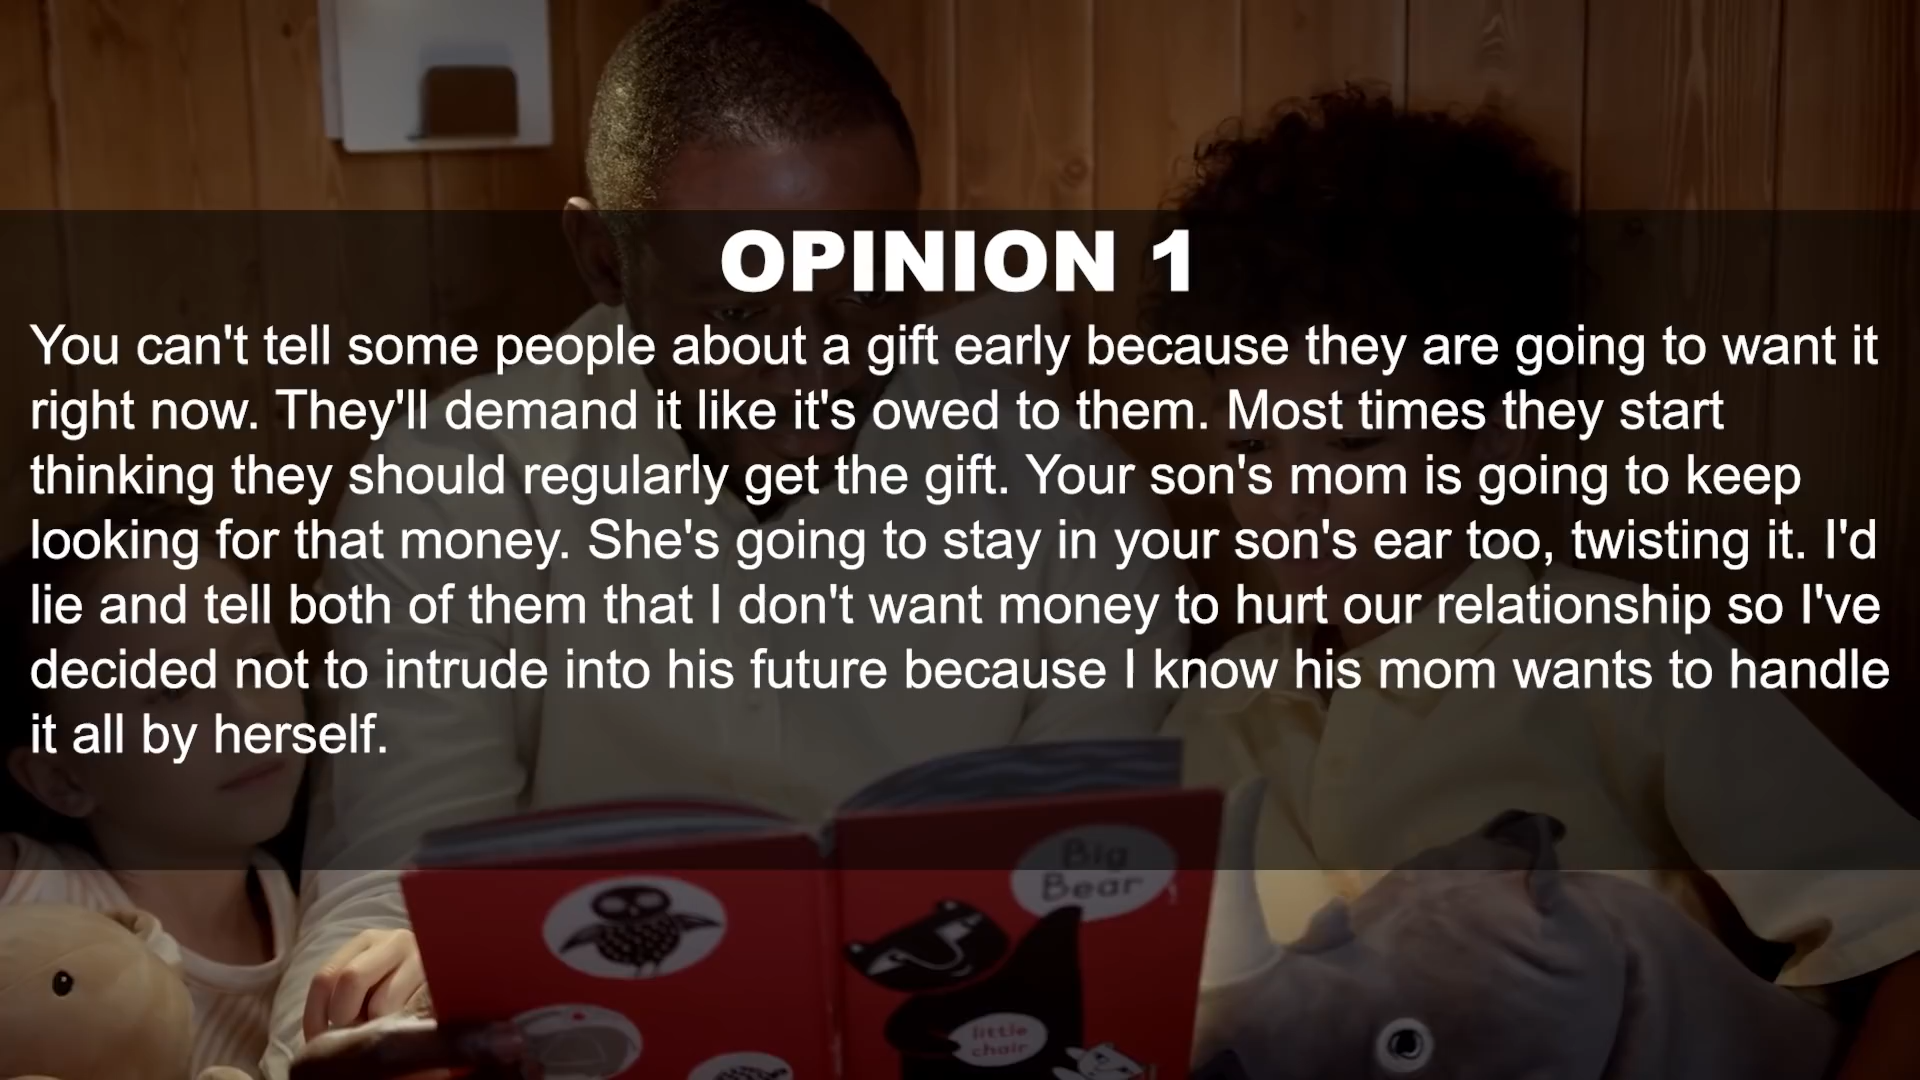 OPINION 1
You can't tell some people about a gift early because they are going to want it
right now. They'll demand it like it's owed to them. Most times they start
thinking they should regularly get the gift. Your son's mom is going to keep
looking for that money. She's going to stay in your son's ear too, twisting it. I'd
lie and tell both of them that I don't want money to hurt our relationship so I've
decided not to intrude into his future because I know his mom wants to handle
it all by herself.
Big
Bear
little
chair